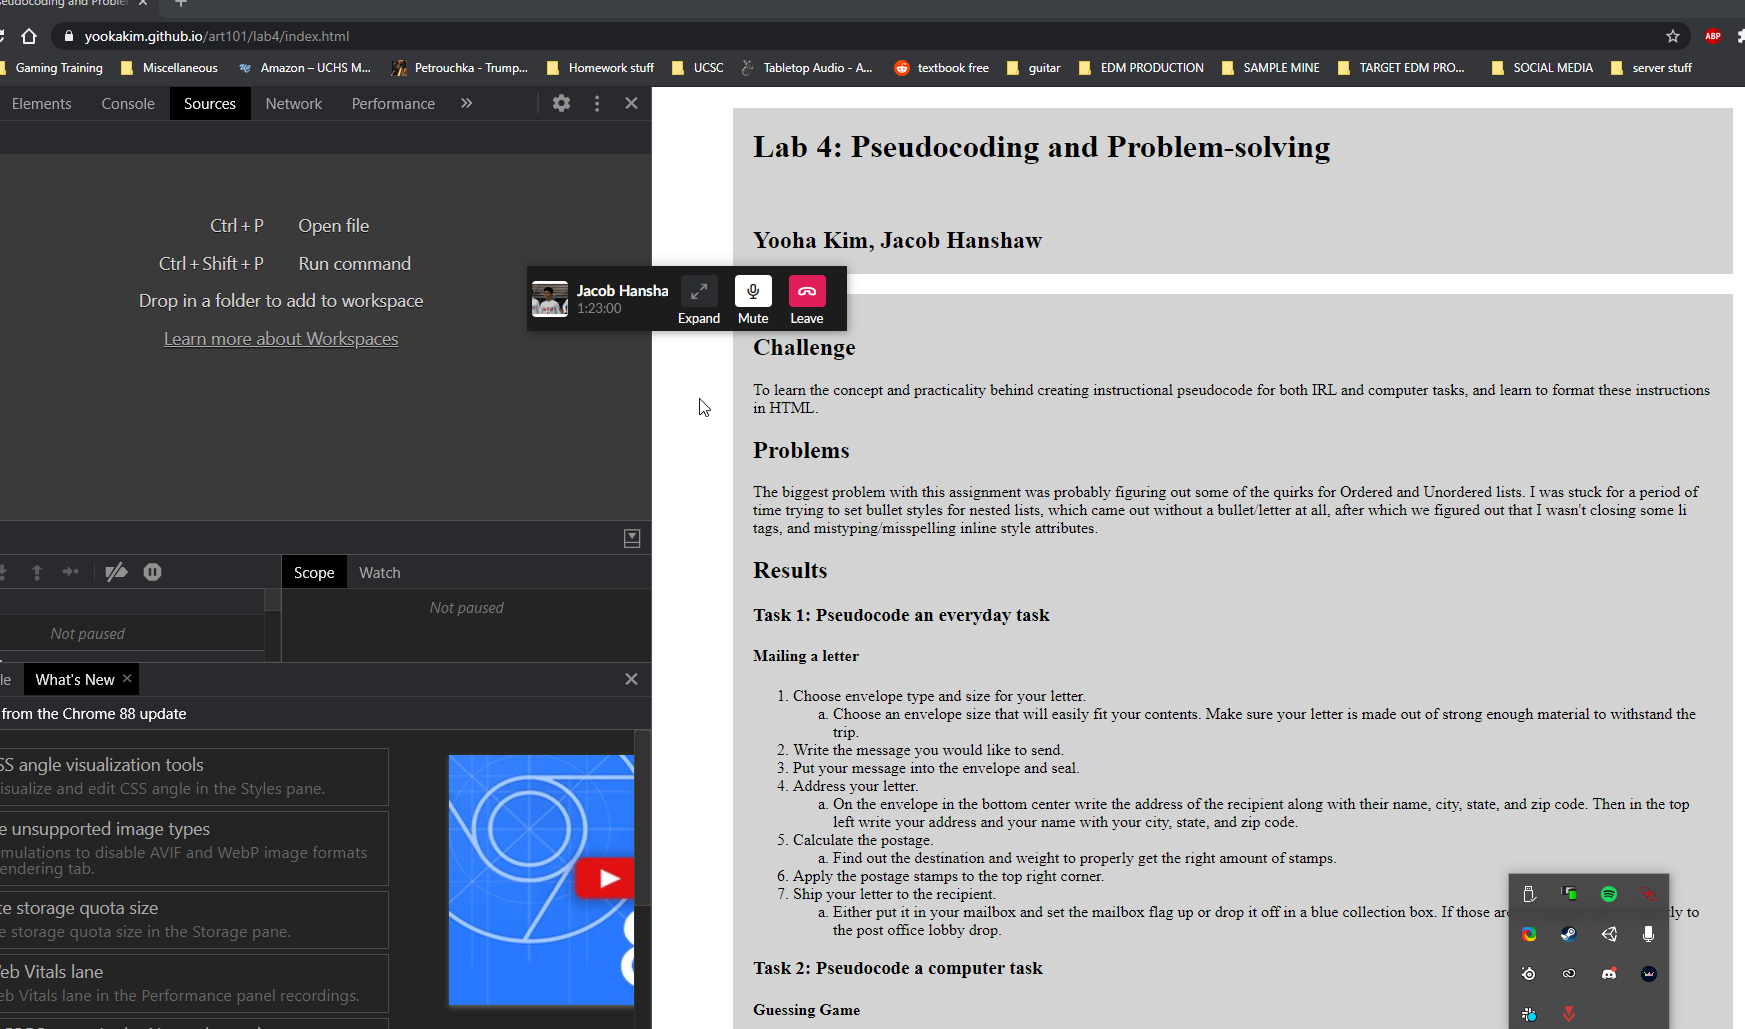 yookakim.github.io/art101/lab4/index.html
ABP
Gaming Training
Miscellaneous
Amazon – UCHS M...
Petrouchka - Trump...
Homework stuff
UCSC
Tabletop Audio - A...
textbook free
guitar
EDM PRODUCTION
SAMPLE MINE
TARGET EDM PRO...
SOCIAL MEDIA
server stuff
Elements
Console
Sources
Network
Performance
Ctrl + P Open file
Ctrl + Shift + P Run command
Drop in a folder to add to workspace
Learn more about Workspaces
Scope
Watch
Not paused
Not paused
What's New
from the Chrome 88 update
SS angle visualization tools
isualize and edit CSS angle in the Styles pane.
e unsupported image types
mulations to disable AVIF and WebP image formats
endering tab.
te storage quota size
e storage quota size in the Storage pane.
eb Vitals lane
eb Vitals lane in the Performance panel recordings.
Jacob Hansha
1:23:00
Expand
Mute
Leave
Lab 4: Pseudocoding and Problem-solving
Yooha Kim, Jacob Hanshaw
Challenge
To learn the concept and practicality behind creating instructional pseudocode for both IRL and computer tasks, and learn to format these instructions
in HTML.
Problems
The biggest problem with this assignment was probably figuring out some of the quirks for Ordered and Unordered lists. I was stuck for a period of
time trying to set bullet styles for nested lists, which came out without a bullet/letter at all, after which we figured out that I wasn't closing some li
tags, and mistyping/misspelling inline style attributes.
Results
Task 1: Pseudocode an everyday task
Mailing a letter
1. Choose envelope type and size for your letter.
a. Choose an envelope size that will easily fit your contents. Make sure your letter is made out of strong enough material to withstand the
trip.
2. Write the message you would like to send.
3. Put your message into the envelope and seal.
4. Address your letter.
a. On the envelope in the bottom center write the address of the recipient along with their name, city, state, and zip code. Then in the top
left write your address and your name with your city, state, and zip code.
5. Calculate the postage.
a. Find out the destination and weight to properly get the right amount of stamps.
6. Apply the postage stamps to the top right corner.
7. Ship your letter to the recipient.
a. Either put it in your mailbox and set the mailbox flag up or drop it off in a blue collection box. If those ar ly to
the post office lobby drop.
Task 2: Pseudocode a computer task
Guessing Game